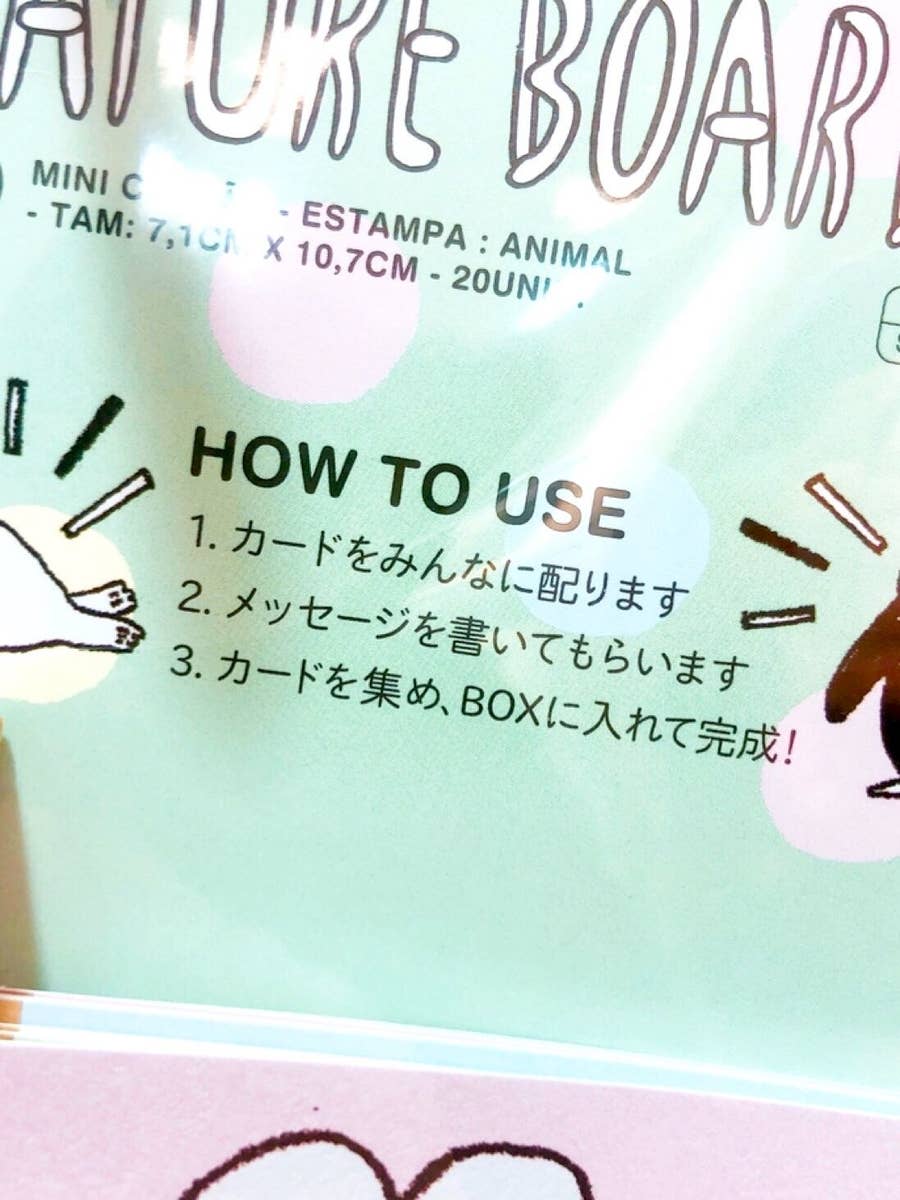 BOAR
MINI - ESTAMPA : ANIMAL
- TAM: 7,1CM X 10,7CM -
HOW TO USE
1. カードをみんなに配ります
2. メッセージを書いてもらいます
3. カードを集め、BOXに入れて完成!